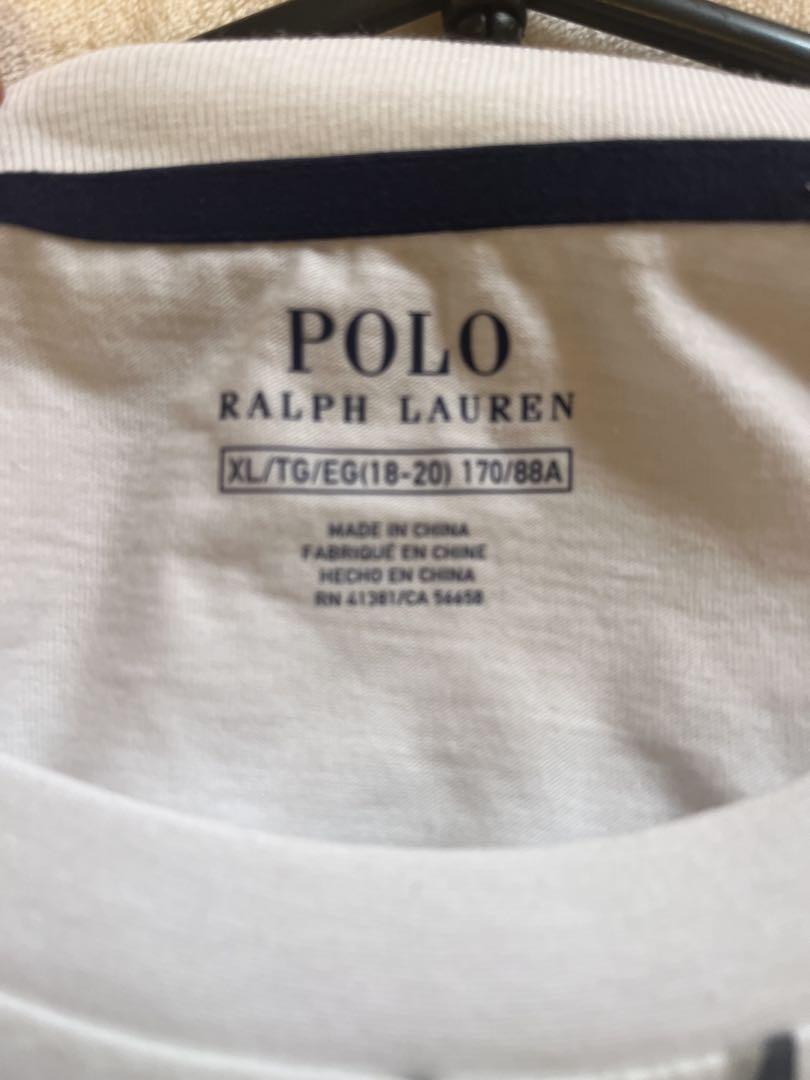 POLO
RALPH LAUREN
XL/TG/EG(18-20) 170/88A
MADE IN CHINA
FABRIQUÉ EN CHINE
HECHO EN CHINA
RN 41381/CA 56658